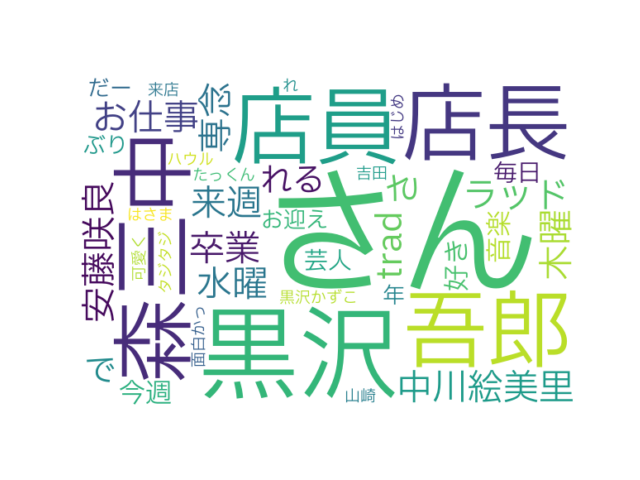 だー
来店
れ
お仕事
専念
店員
店長
はじめ
ぶり
ハウル
たっくん
れる
吉田
毎日
森三中
安藤咲良
はさま
来週
お迎え
さん
trad
ラッド
可愛く
タジタジ
卒業
芸人
好き
音楽
木曜
水曜
黒沢かずこ
年
吾郎
面白かっ
黒沢
で
今週
山崎
中川絵美里